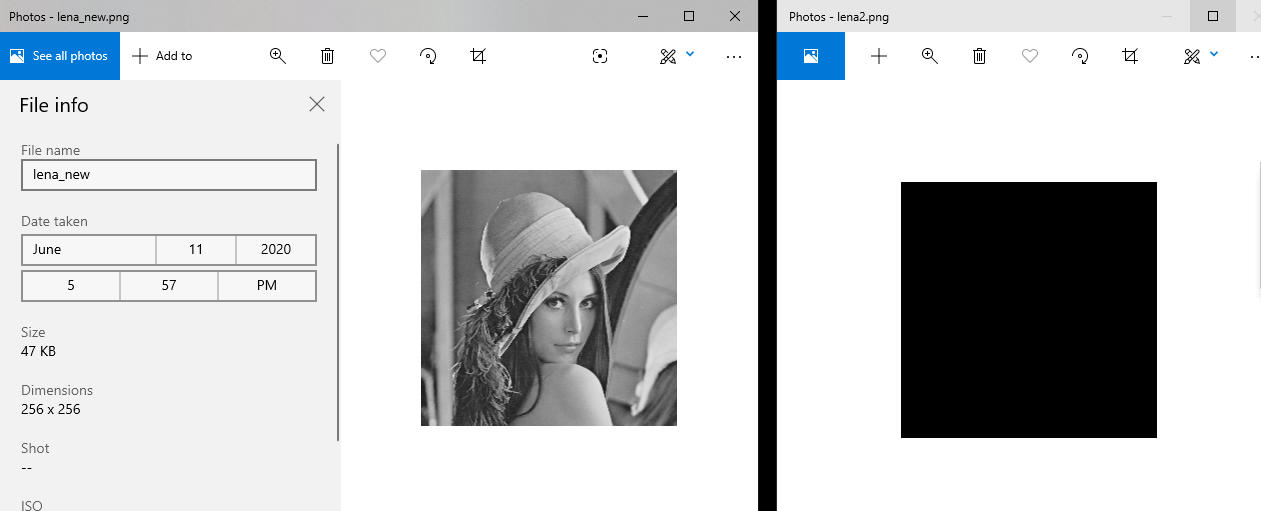 Photos - lena_new.png
See all photos
Add to
File info
File name
lena_new
Date taken
June 11 2020
5 57 PM
Size
47 KB
Dimensions
256 x 256
Shot
--
ISO
Photos - lena2.png